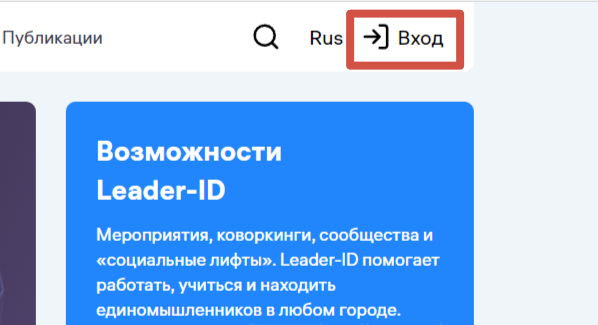 Публикации Rus Вход
Возможности
Leader-ID
Мероприятия, коворкинги, сообщества и
«социальные лифты». Leader-ID помогает
работать, учиться и находить
единомышленников в любом городе.